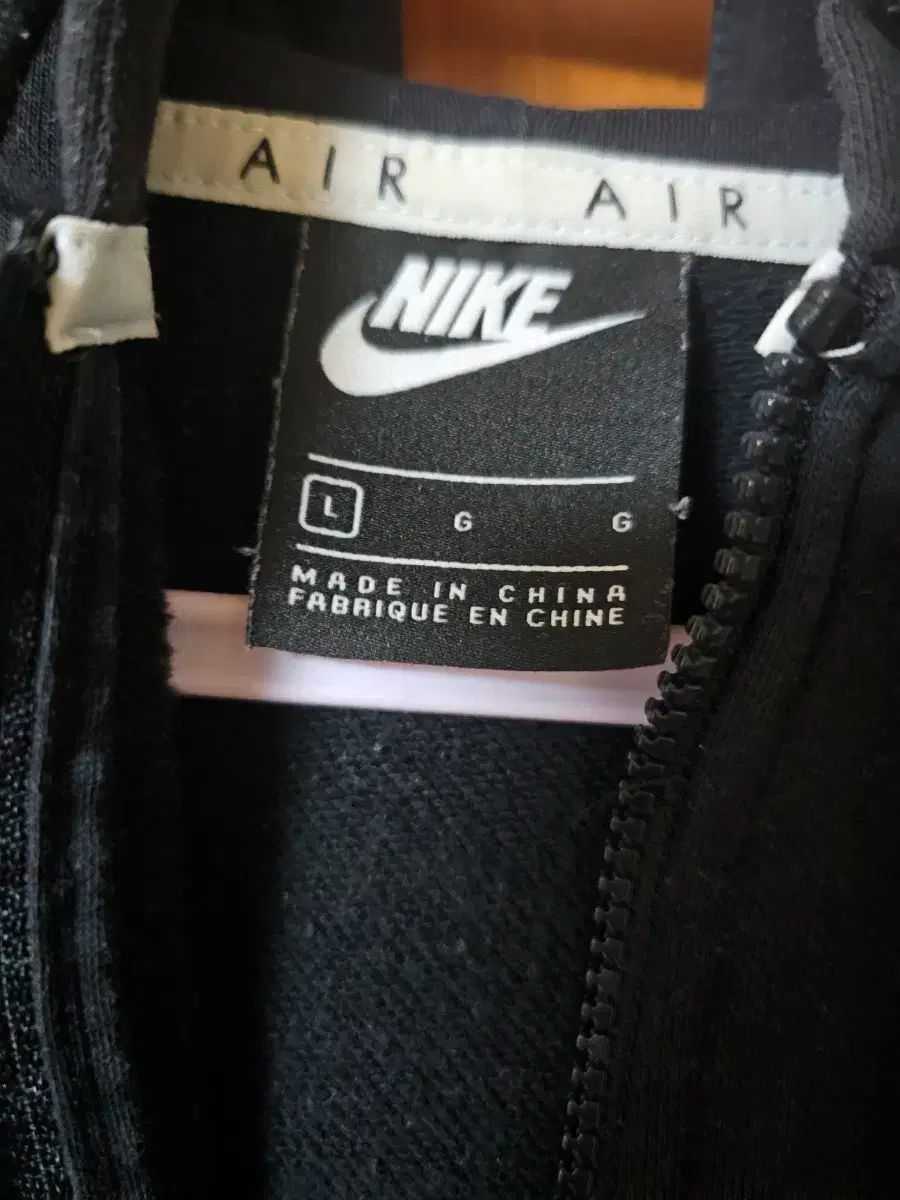 AIR AIR
NIKE
L G G
MADE IN CHINA
FABRIQUE EN CHINE